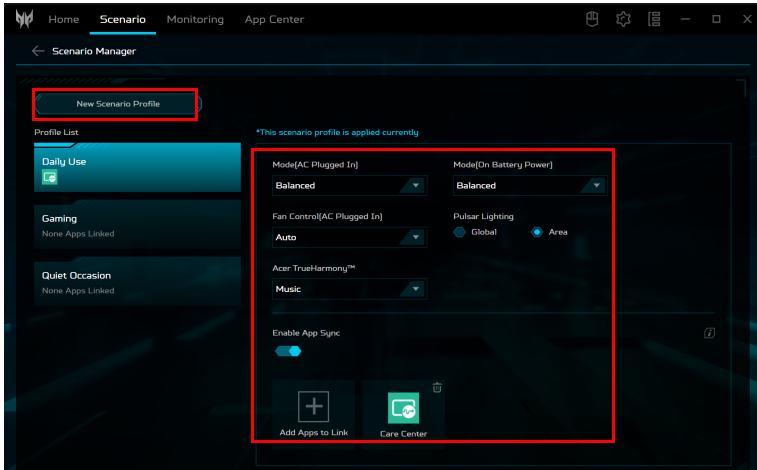 Home Scenario Monitoring App Center
Scenario Manager
New Scenario Profile
Profile List
Daily Use
Gaming
None Apps Linked
Quiet Occasion
None Apps Linked
*This scenario profile is applied currently
Mode(AC Plugged In) Mode(On Battery Power)
Balanced Balanced
Fan Control(AC Plugged In) Pulsar Lighting
Auto Global Area
Acer TrueHarmony™
Music
Enable App Sync
Add Apps to Link Care Center